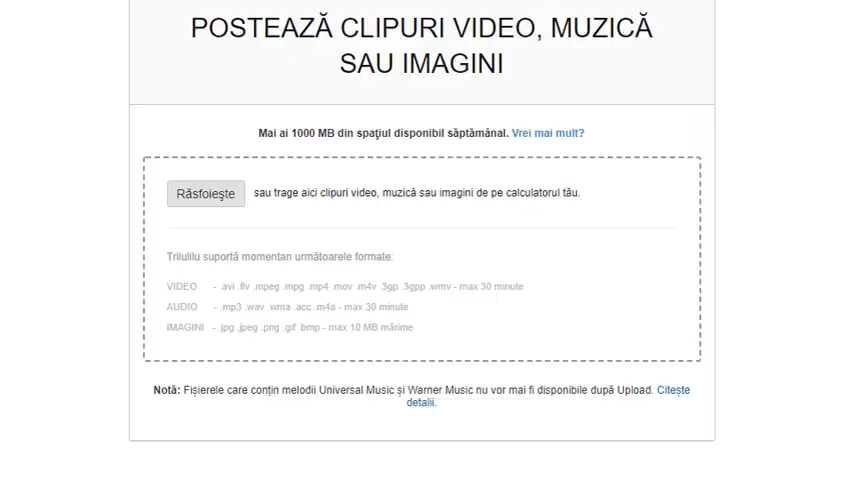 POSTEAZĂ CLIPURI VIDEO, MUZICĂ
SAU IMAGINI
Mai ai 1000 MB din spaţiul disponibil săptămânal. Vrei mai mult?
Răsfoieşte sau trage aici clipuri video, muzică sau imagini de pe calculatorul tău.
Trilulilu suportă momentan următoarele formate:
VIDEO - .avi .flv .mpeg .mpg .mp4 .mov .m4v .3gp .3gpp .wmv - max 30 minute
AUDIO - .mp3 .wav .wma .acc .m4a - max 30 minute
IMAGINI - .jpg .jpeg .png .gif .bmp - max 10 MB mărime
Notă: Fișierele care conțin melodii Universal Music și Warner Music nu vor mai fi disponibile după Upload. Citește
detalii.